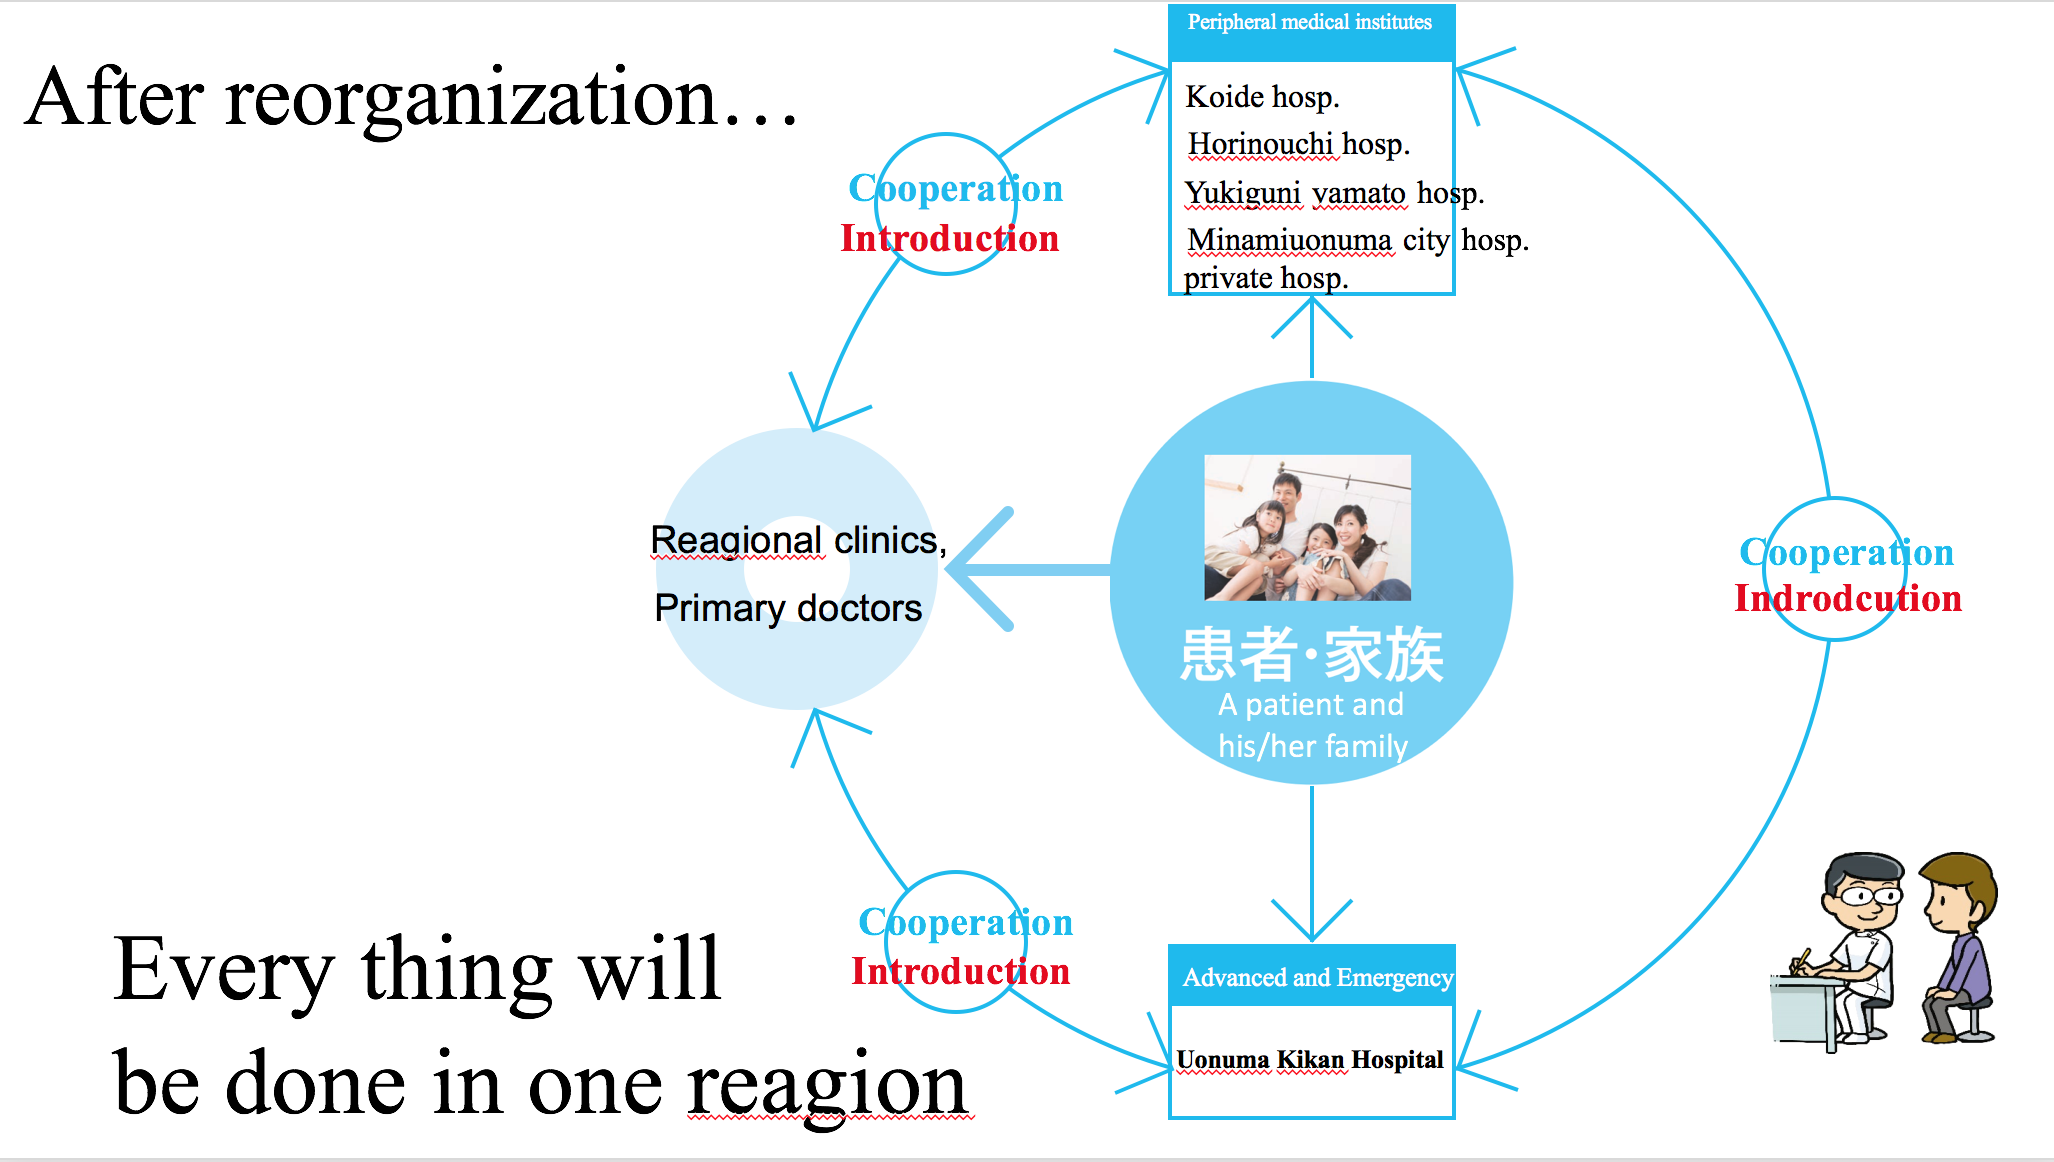 After reorganization…
Peripheral medical institutes
Koide hosp.
Horinouchi hosp.
Yukiguni yamato hosp.
Minamiuonuma city hosp.
private hosp.
Cooperation
Introduction
Reagional clinics,
Primary doctors
患者・家族
A patient and
his/her family
Cooperation
Indrodcution
Cooperation
Introduction
Advanced and Emergency
Uonuma Kikan Hospital
Every thing will
be done in one reagion